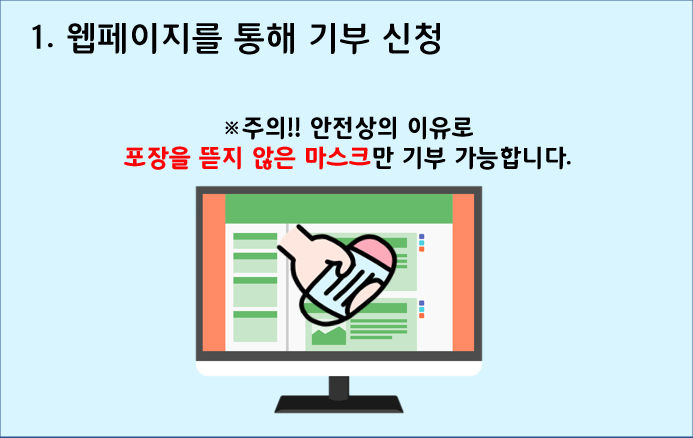 1. 웹페이지를 통해 기부 신청
※주의!! 안전상의 이유로
포장을 뜯지 않은 마스크만 기부 가능합니다.